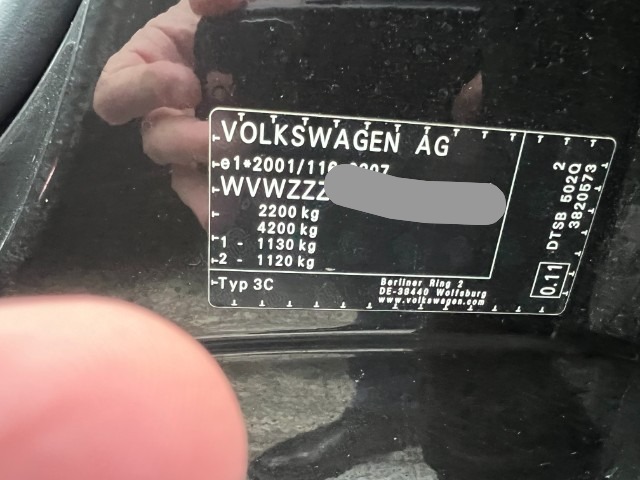 VOLKSWAGEN AG
WVWZZZ
2200 kg
4200 kg
1 - 1130 kg
2 - 1120 kg
Typ 3C
Berliner Ring 2
DE-38440 Wolfsburg
www.volkswagen.com
2
DTSB 502Q
3820573
0.11